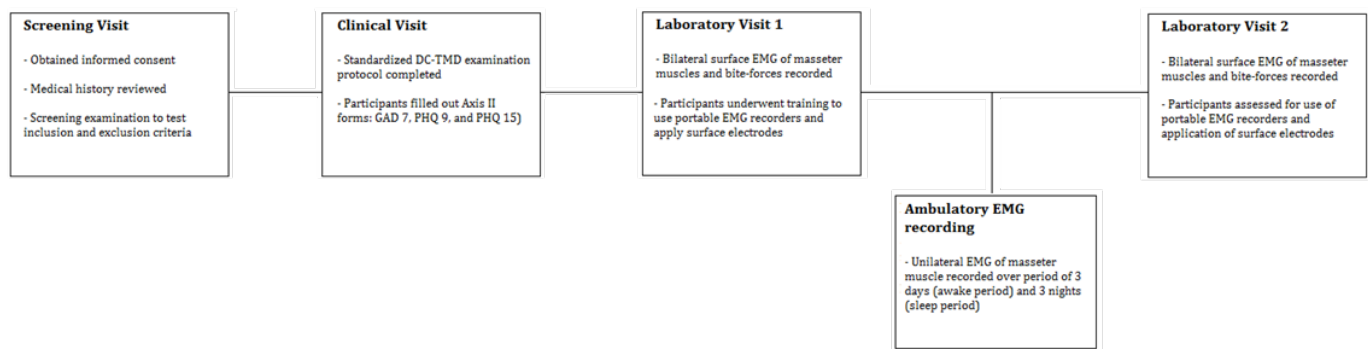 Screening Visit
- Obtained informed consent
- Medical history reviewed
- Screening examination to test
inclusion and exclusion criteria
Clinical Visit
- Standardized DC-TMD examination
protocol completed
- Participants filled out Axis II
forms: GAD 7, PHQ 9, and PHQ 15)
Laboratory Visit 1
- Bilateral surface EMG of masseter
muscles and bite-forces recorded
- Participants underwent training to
use portable EMG recorders and
apply surface electrodes
Ambulatory EMG
recording
- Unilateral EMG of masseter
muscle recorded over period of 3
days (awake period) and 3 nights
(sleep period)
Laboratory Visit 2
- Bilateral surface EMG of masseter
muscles and bite-forces recorded
- Participants assessed for use of
portable EMG recorders and
application of surface electrodes